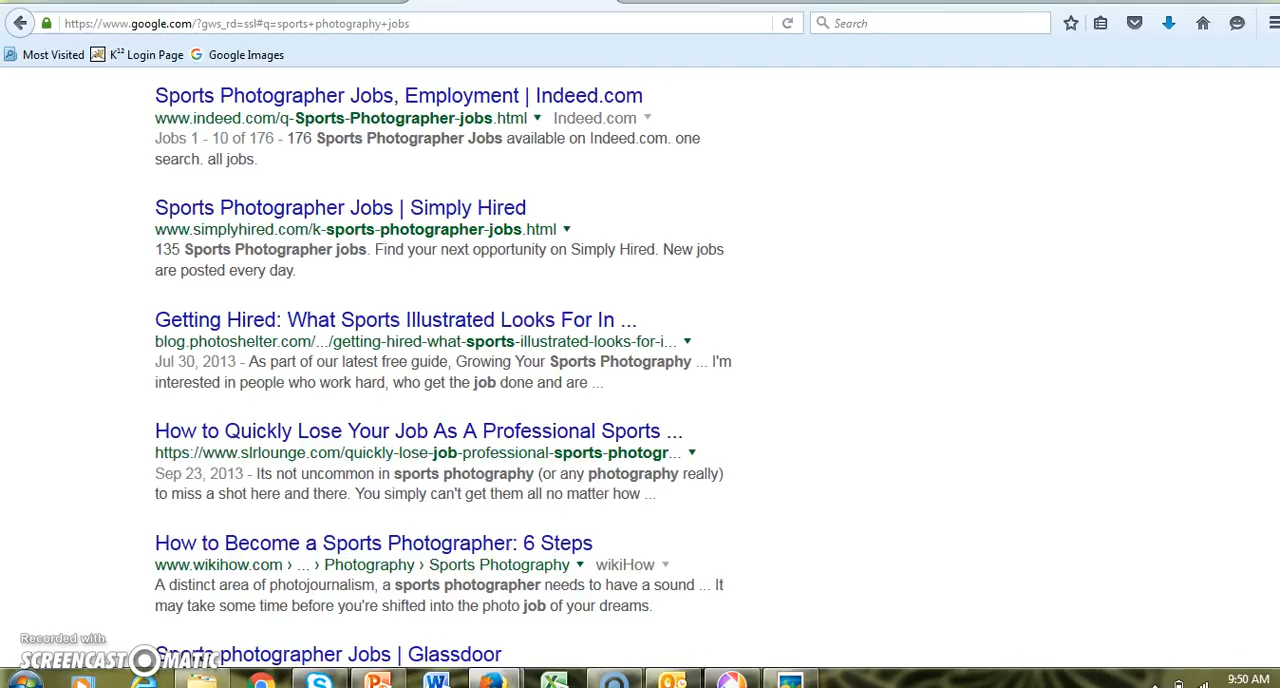 https://www.google.com/?gws_rd=ssl#q=sports+photography+jobs
Search
Most Visited
K12 Login Page
Google Images
Sports Photographer Jobs, Employment | Indeed.com
www.indeed.com/q-Sports-Photographer-jobs.html Indeed.com
Jobs 1 - 10 of 176 - 176 Sports Photographer Jobs available on Indeed.com. one
search. all jobs.
Sports Photographer Jobs | Simply Hired
www.simplyhired.com/k-sports-photographer-jobs.html
135 Sports Photographer jobs. Find your next opportunity on Simply Hired. New jobs
are posted every day.
Getting Hired: What Sports Illustrated Looks For In ...
blog.photoshelter.com/.../getting-hired-what-sports-illustrated-looks-for-i...
Jul 30, 2013 - As part of our latest free guide, Growing Your Sports Photography ... I'm
interested in people who work hard, who get the job done and are ...
How to Quickly Lose Your Job As A Professional Sports ...
https://www.slrlounge.com/quickly-lose-job-professional-sports-photogr...
Sep 23, 2013 - Its not uncommon in sports photography (or any photography really)
to miss a shot here and there. You simply can't get them all no matter how ...
How to Become a Sports Photographer: 6 Steps
www.wikihow.com › ... › Photography › Sports Photography wikiHow
A distinct area of photojournalism, a sports photographer needs to have a sound ... It
may take some time before you're shifted into the photo job of your dreams.
Sports photographer Jobs | Glassdoor
Recorded with
SCREENCAST-O-MATIC
9:50 AM